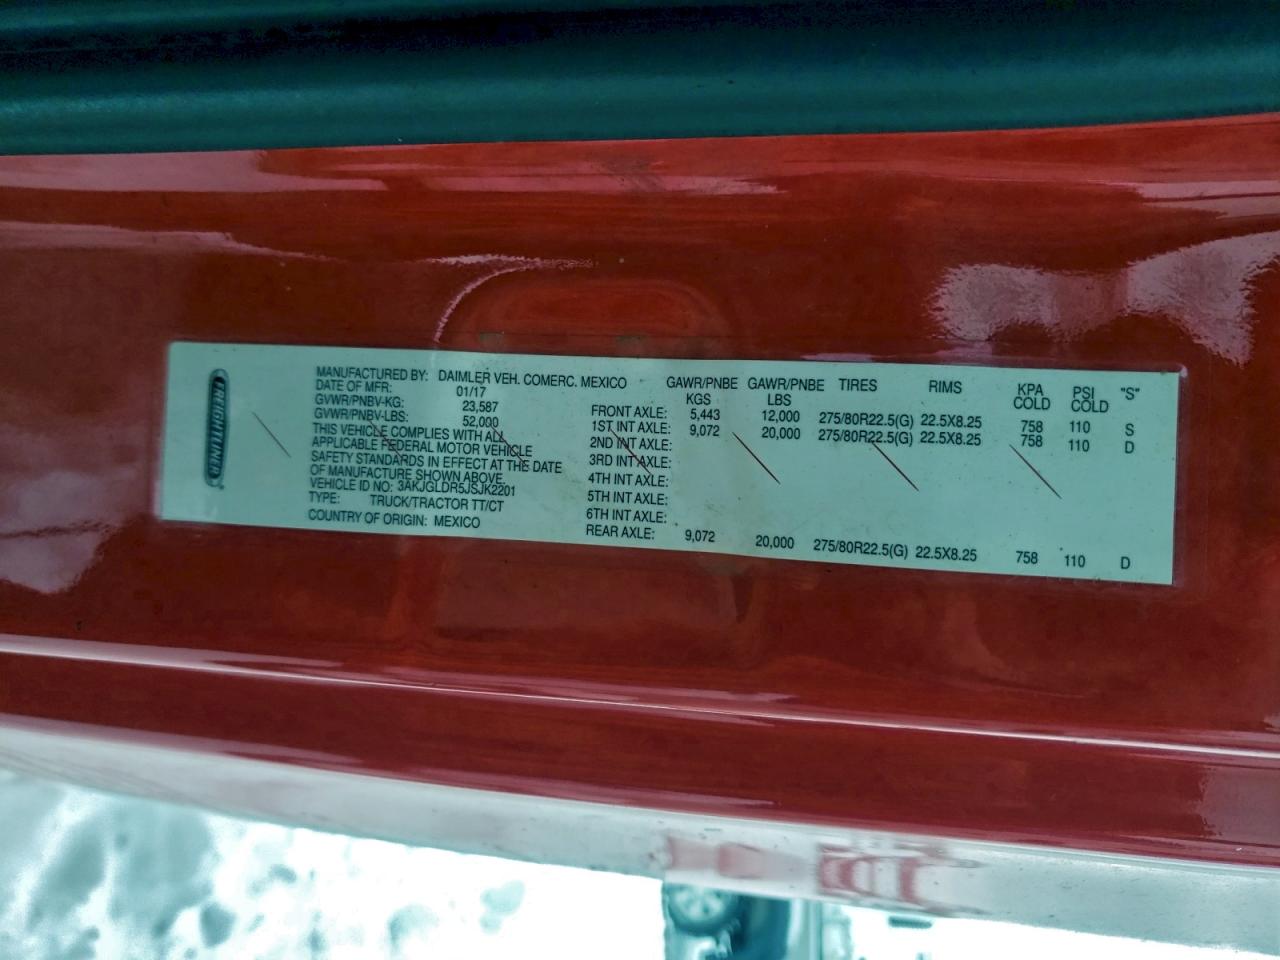 FREIGHTLINER
MANUFACTURED BY: DAIMLER VEH. COMERC. MEXICO
DATE OF MFR: 01/17
GVWR/PNBV-KG: 23,587
GVWR/PNBV-LBS: 52,000
THIS VEHICLE COMPLIES WITH ALL
APPLICABLE FEDERAL MOTOR VEHICLE
SAFETY STANDARDS IN EFFECT AT THE DATE
OF MANUFACTURE SHOWN ABOVE.
VEHICLE ID NO: 3AKJGLDR5JSJK2201
TYPE: TRUCK/TRACTOR TT/CT
COUNTRY OF ORIGIN: MEXICO
GAWR/PNBE GAWR/PNBE TIRES RIMS KPA PSI "S"
KGS LBS COLD COLD
FRONT AXLE: 5,443 12,000 275/80R22.5(G) 22.5X8.25 758 110 S
1ST INT AXLE: 9,072 20,000 275/80R22.5(G) 22.5X8.25 758 110 D
2ND INT AXLE:
3RD INT AXLE:
4TH INT AXLE:
5TH INT AXLE:
6TH INT AXLE:
REAR AXLE: 9,072 20,000 275/80R22.5(G) 22.5X8.25 758 110 D